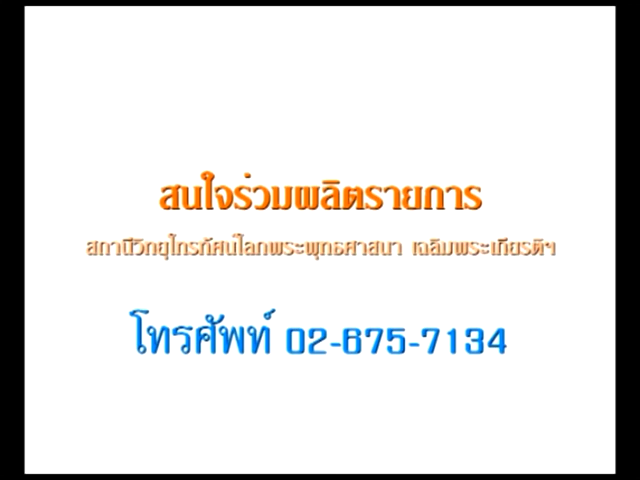 สนใจร่วมผลิตรายการ
สถานีวิทยุโทรทัศน์โลกพระพุทธศาสนา เฉลิมพระเกียรติฯ
โทรศัพท์ 02-675-7134